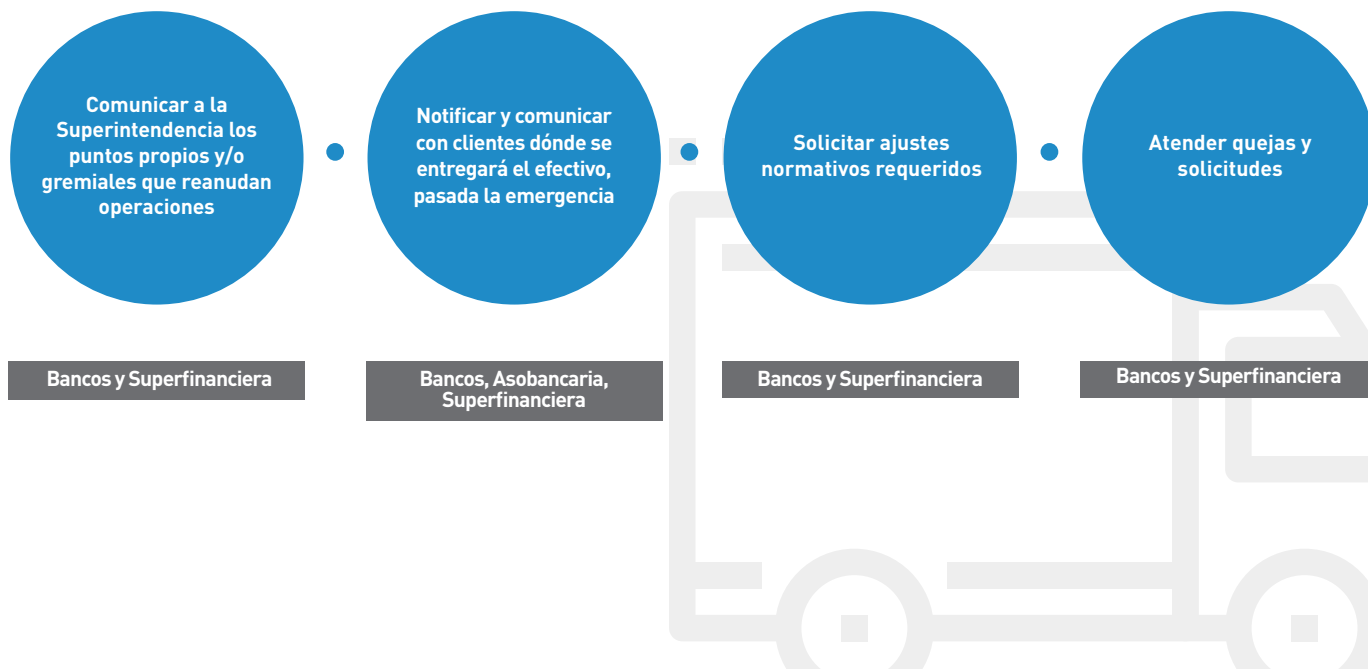 Comunicar a la
Superintendencia los
puntos propios y/o
gremiales que reanudan
operaciones
Notificar y comunicar
con clientes dónde se
entregará el efectivo,
pasada la emergencia
Solicitar ajustes
normativos requeridos
Atender quejas y
solicitudes
Bancos y Superfinanciera
Bancos, Asobancaria,
Superfinanciera
Bancos y Superfinanciera
Bancos y Superfinanciera